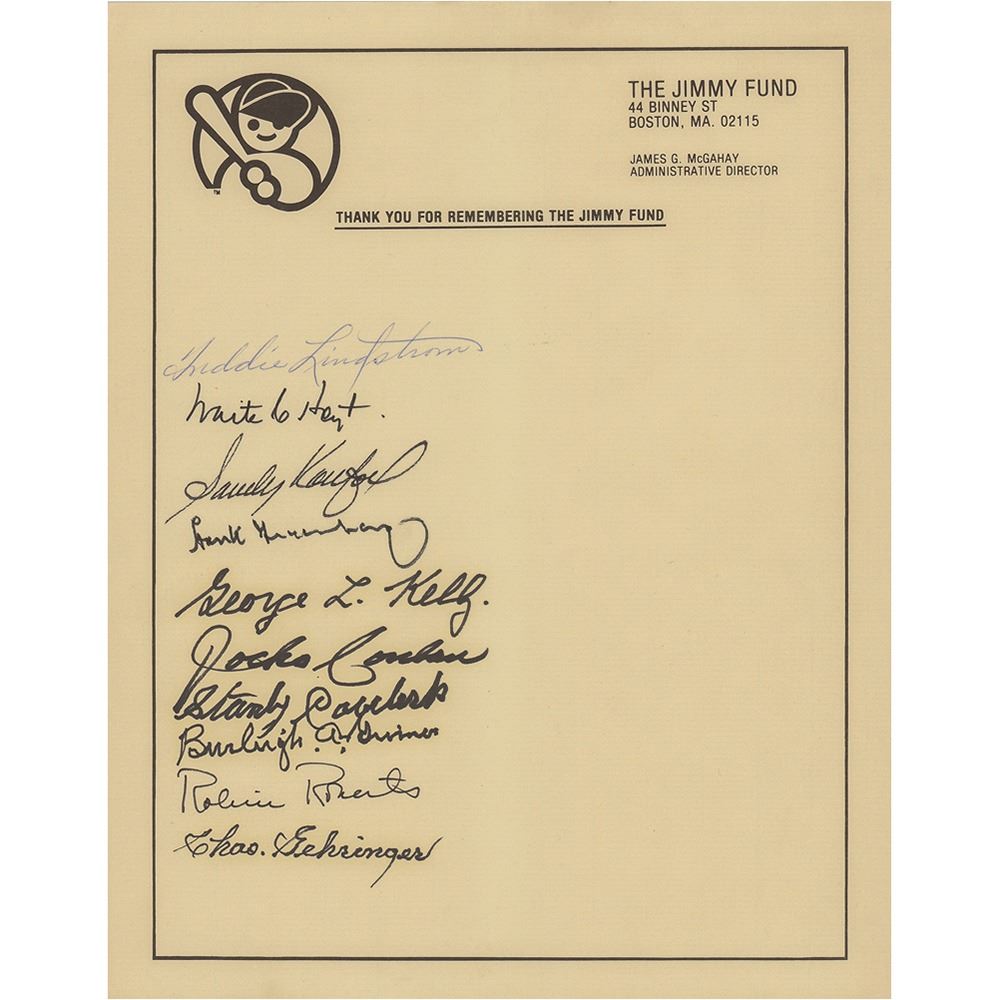 THE JIMMY FUND
44 BINNEY ST
BOSTON, MA. 02115
JAMES G. McGAHAY
ADMINISTRATIVE DIRECTOR
TM
THANK YOU FOR REMEMBERING THE JIMMY FUND
Freddie Lindstrom
Waite C Hoyt.
Sandy Koufax
Hank Greenberg
George L. Kelly.
Jocko Conlan
Stanley Coveleski
Burleigh A. Grimes
Robin Roberts
Chas. Gehringer